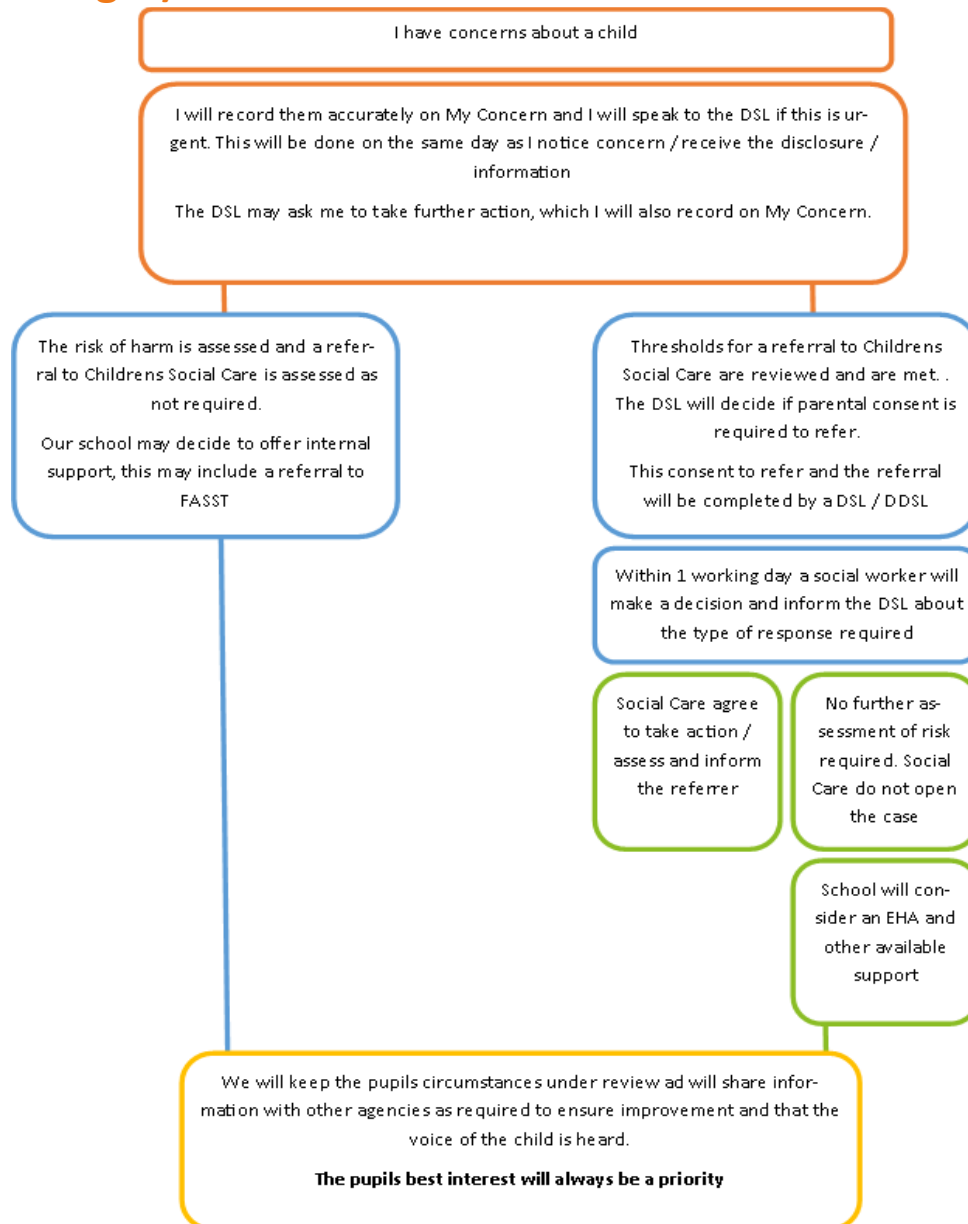 I have concerns about a child
I will record them accurately on My Concern and I will speak to the DSL if this is ur-
gent. This will be done on the same day as I notice concern / receive the disclosure /
information
The DSL may ask me to take further action, which I will also record on My Concern.
The risk of harm is assessed and a refer-
ral to Childrens Social Care is assessed as
not required.
Our school may decide to offer internal
support, this may include a referral to
FASST
Thresholds for a referral to Childrens
Social Care are reviewed and are met. .
The DSL will decide if parental consent is
required to refer.
This consent to refer and the referral
will be completed by a DSL / DDSL
Within 1 working day a social worker will
make a decision and inform the DSL about
the type of response required
Social Care agree
to take action /
assess and inform
the referrer
No further as-
sessment of risk
required. Social
Care do not open
the case
School will con-
sider an EHA and
other available
support
We will keep the pupils circumstances under review ad will share infor-
mation with other agencies as required to ensure improvement and that the
voice of the child is heard.
The pupils best interest will always be a priority